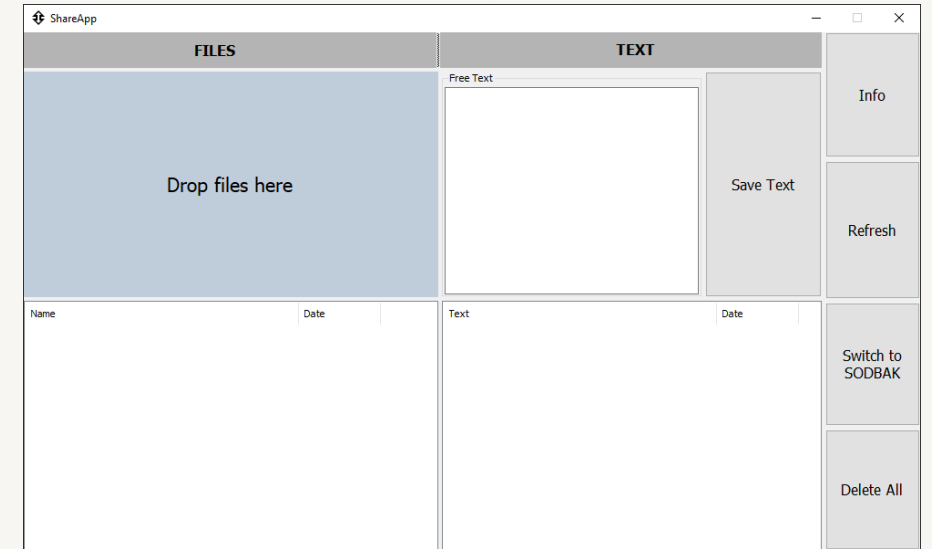 ShareApp
FILES
TEXT
Info
Free Text
Drop files here
Save Text
Refresh
Name
Date
Text
Date
Switch to
SODBAK
Delete All